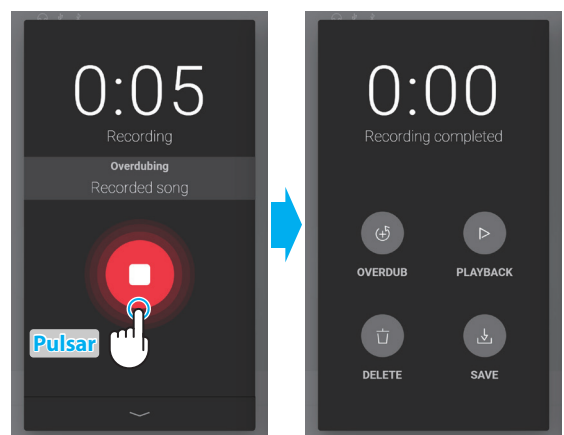 0:05
Recording
Overdubing
Recorded song
Pulsar
0:00
Recording completed
OVERDUB PLAYBACK
DELETE SAVE